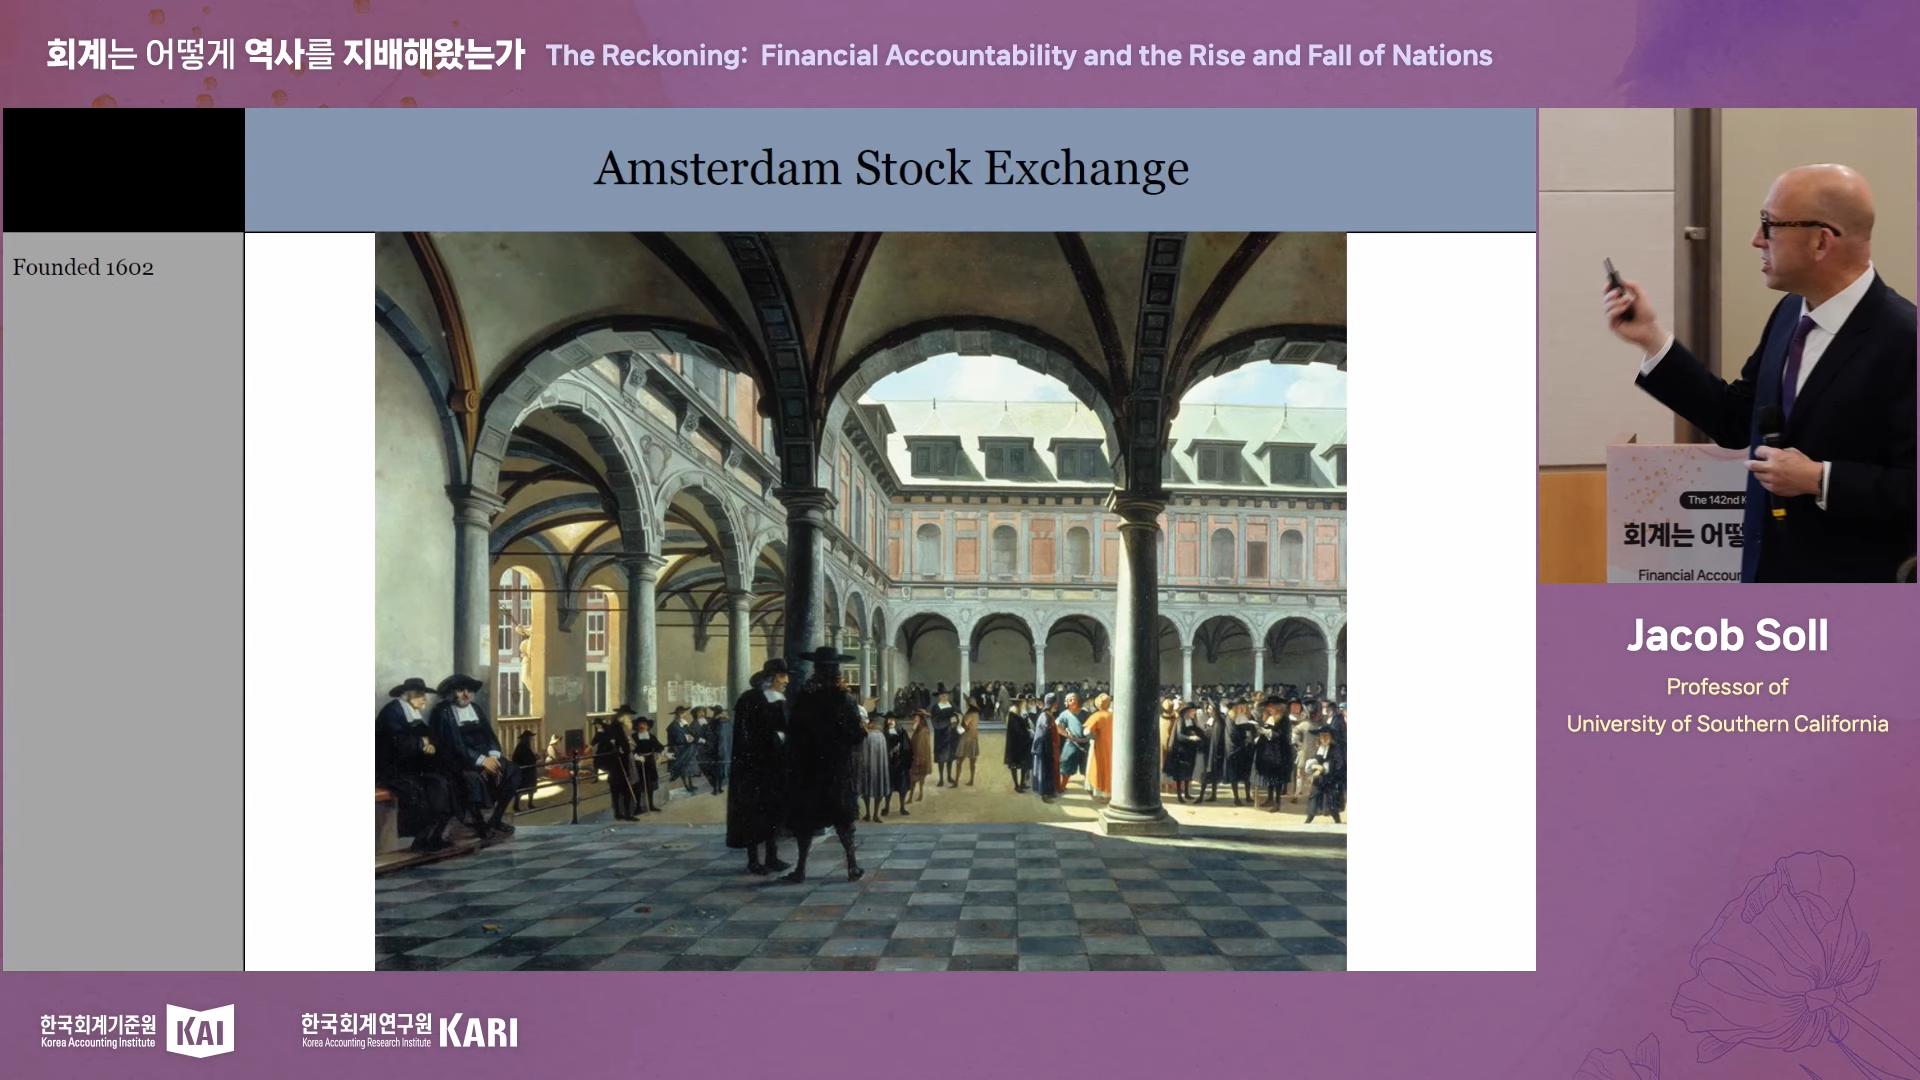 회계는 어떻게 역사를 지배해왔는가 The Reckoning: Financial Accountability and the Rise and Fall of Nations
Amsterdam Stock Exchange
Founded 1602
The 142nd K
회계는 어떻
Financial Accour
Jacob Soll
Professor of
University of Southern California
한국회계기준원 KAI
Korea Accounting Institute
한국회계연구원 KARI
Korea Accounting Research Institute